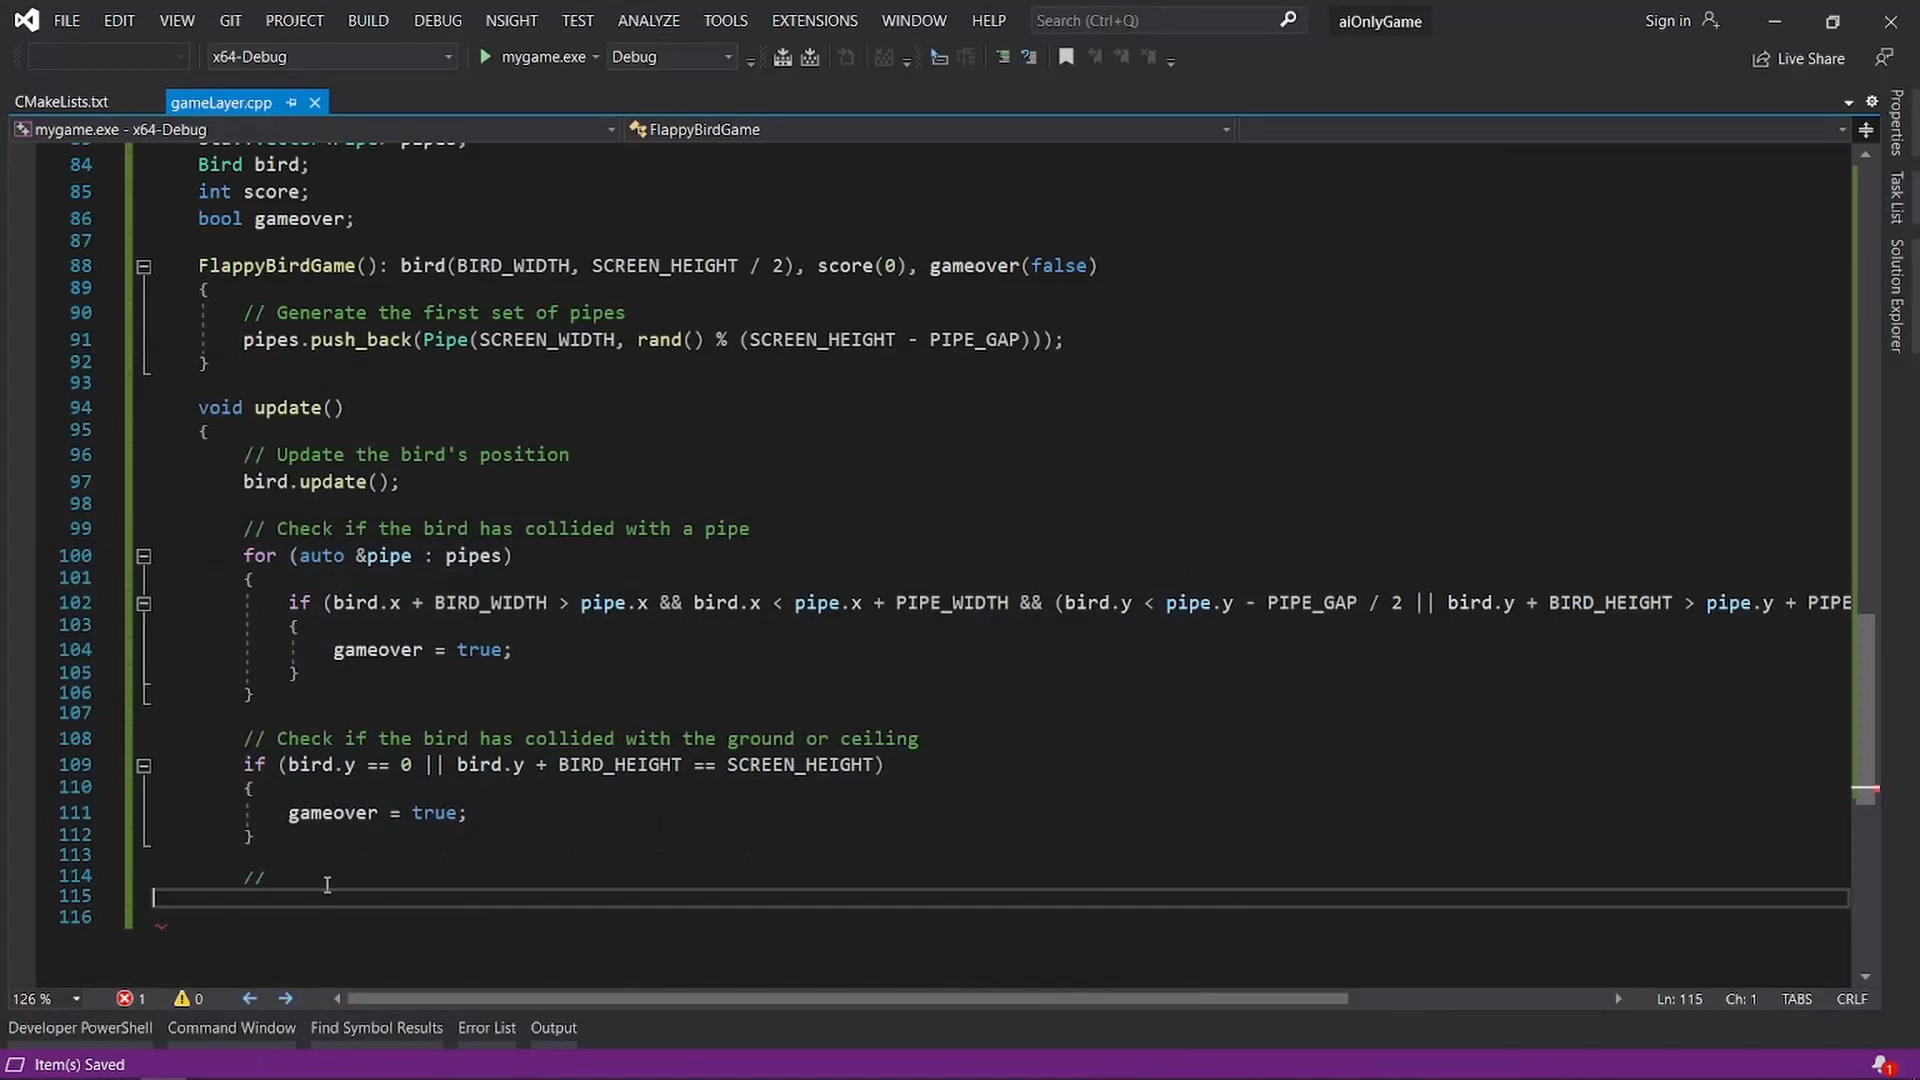 FILE EDIT VIEW GIT PROJECT BUILD DEBUG NSIGHT TEST ANALYZE TOOLS EXTENSIONS WINDOW HELP Search (Ctrl+Q) aiOnlyGame Sign in
x64-Debug mygame.exe Debug Live Share
CMakeLists.txt gameLayer.cpp
mygame.exe - x64-Debug FlappyBirdGame
Properties
Task List
Solution Explorer
84 Bird bird;
85 int score;
86 bool gameover;
87
88 FlappyBirdGame(): bird(BIRD_WIDTH, SCREEN_HEIGHT / 2), score(0), gameover(false)
89 {
90 // Generate the first set of pipes
91 pipes.push_back(Pipe(SCREEN_WIDTH, rand() % (SCREEN_HEIGHT - PIPE_GAP)));
92 }
93
94 void update()
95 {
96 // Update the bird's position
97 bird.update();
98
99 // Check if the bird has collided with a pipe
100 for (auto &pipe : pipes)
101 {
102 if (bird.x + BIRD_WIDTH > pipe.x && bird.x < pipe.x + PIPE_WIDTH && (bird.y < pipe.y - PIPE_GAP / 2 || bird.y + BIRD_HEIGHT > pipe.y + PIPE
103 {
104 gameover = true;
105 }
106 }
107
108 // Check if the bird has collided with the ground or ceiling
109 if (bird.y == 0 || bird.y + BIRD_HEIGHT == SCREEN_HEIGHT)
110 {
111 gameover = true;
112 }
113
114 //
115
116
126 % 1 0 Ln: 115 Ch: 1 TABS CRLF
Developer PowerShell Command Window Find Symbol Results Error List Output
Item(s) Saved 1